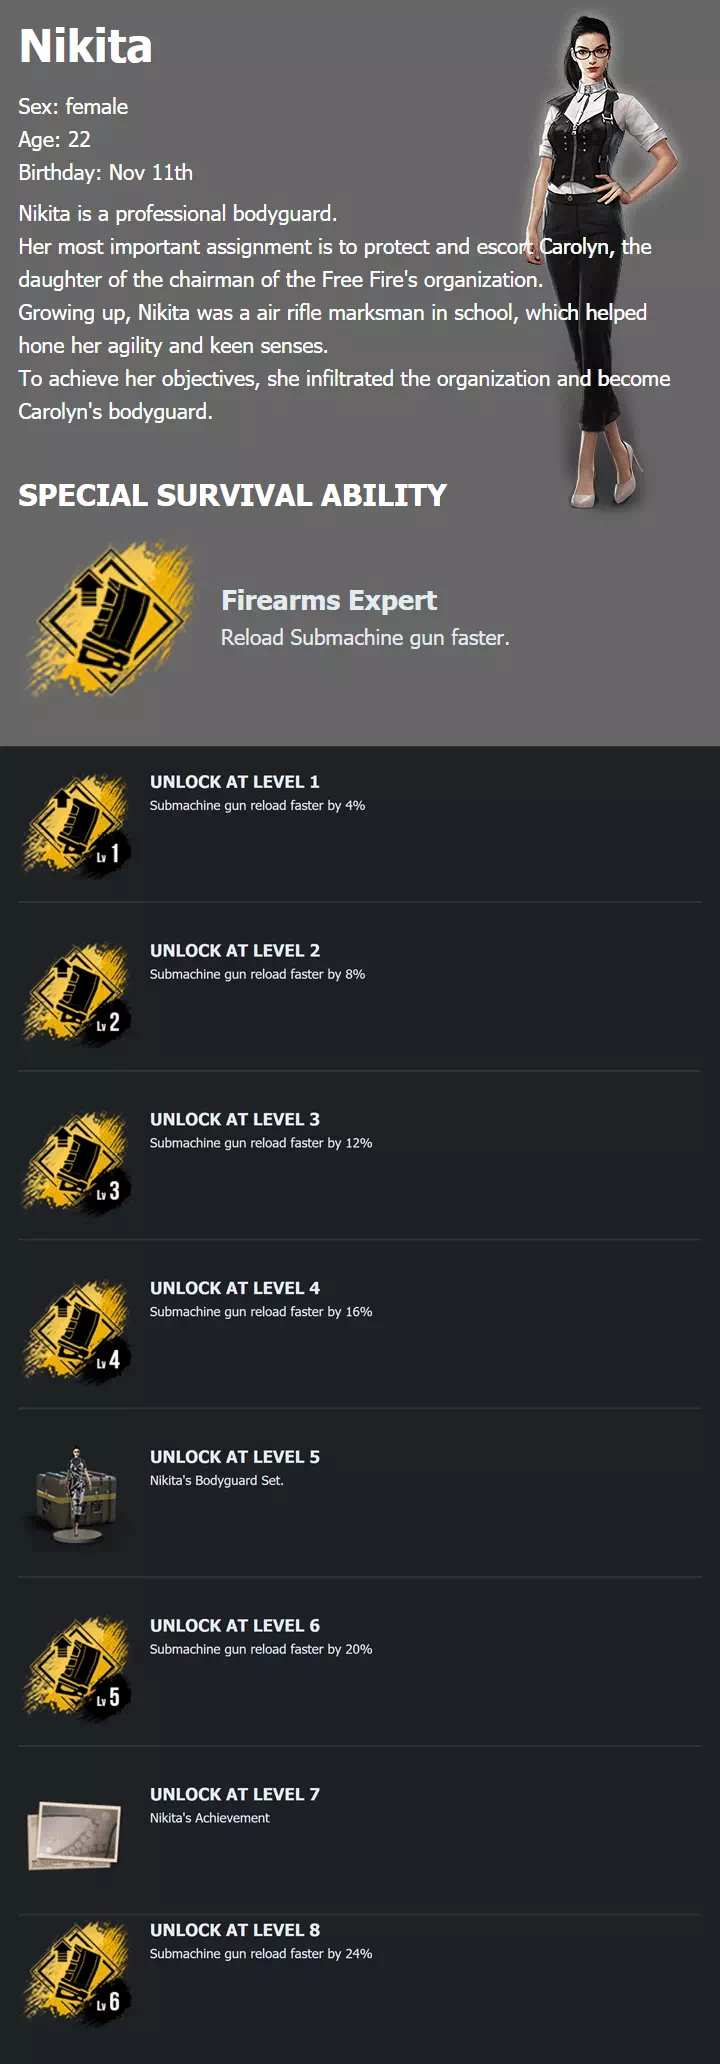 Nikita
Sex: female
Age: 22
Birthday: Nov 11th
Nikita is a professional bodyguard.
Her most important assignment is to protect and escort Carolyn, the
daughter of the chairman of the Free Fire's organization.
Growing up, Nikita was a air rifle marksman in school, which helped
hone her agility and keen senses.
To achieve her objectives, she infiltrated the organization and become
Carolyn's bodyguard.
SPECIAL SURVIVAL ABILITY
Firearms Expert
Reload Submachine gun faster.
UNLOCK AT LEVEL 1
Submachine gun reload faster by 4%
Lv 1
UNLOCK AT LEVEL 2
Submachine gun reload faster by 8%
Lv 2
UNLOCK AT LEVEL 3
Submachine gun reload faster by 12%
Lv 3
UNLOCK AT LEVEL 4
Submachine gun reload faster by 16%
Lv 4
UNLOCK AT LEVEL 5
Nikita's Bodyguard Set.
UNLOCK AT LEVEL 6
Submachine gun reload faster by 20%
Lv 5
UNLOCK AT LEVEL 7
Nikita's Achievement
UNLOCK AT LEVEL 8
Submachine gun reload faster by 24%
Lv 6